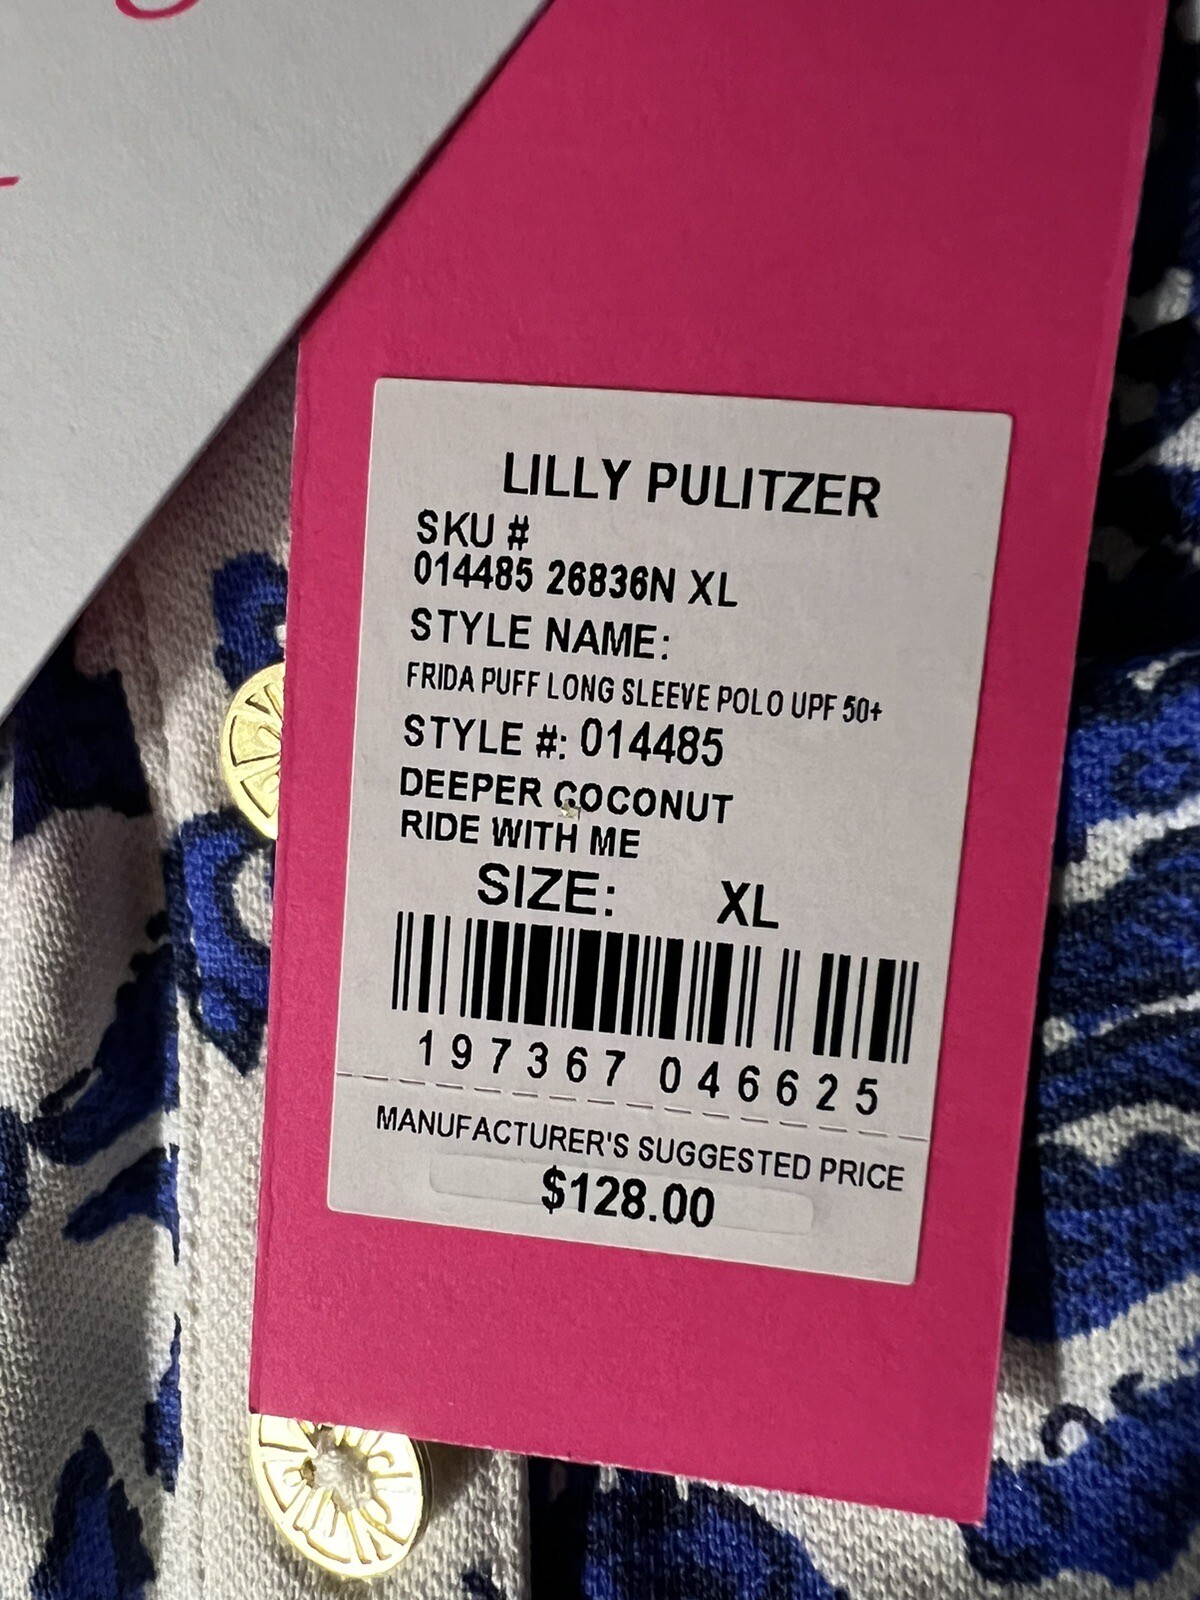 LILLY PULITZER
SKU #
014485 26836N XL
STYLE NAME:
FRIDA PUFF LONG SLEEVE POLO UPF 50+
STYLE #: 014485
DEEPER COCONUT
RIDE WITH ME
SIZE: XL
197367 046625
MANUFACTURER'S SUGGESTED PRICE
$128.00